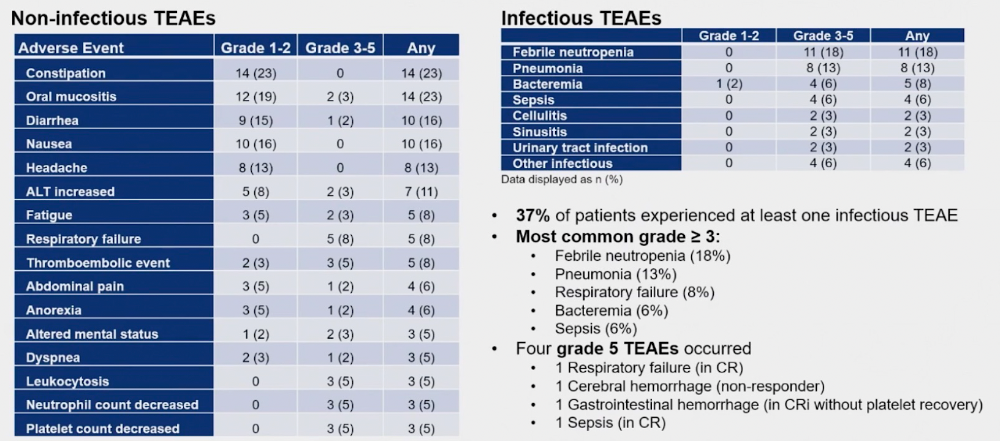 Non-infectious TEAEs
Adverse Event Grade 1-2 Grade 3-5 Any
Constipation 14 (23) 0 14 (23)
Oral mucositis 12 (19) 2 (3) 14 (23)
Diarrhea 9 (15) 1 (2) 10 (16)
Nausea 10 (16) 0 10 (16)
Headache 8 (13) 0 8 (13)
ALT increased 5 (8) 2 (3) 7 (11)
Fatigue 3 (5) 2 (3) 5 (8)
Respiratory failure 0 5 (8) 5 (8)
Thromboembolic event 2 (3) 3 (5) 5 (8)
Abdominal pain 3 (5) 1 (2) 4 (6)
Anorexia 3 (5) 1 (2) 4 (6)
Altered mental status 1 (2) 2 (3) 3 (5)
Dyspnea 2 (3) 1 (2) 3 (5)
Leukocytosis 0 3 (5) 3 (5)
Neutrophil count decreased 0 3 (5) 3 (5)
Platelet count decreased 0 3 (5) 3 (5)
Infectious TEAEs
Grade 1-2 Grade 3-5 Any
Febrile neutropenia 0 11 (18) 11 (18)
Pneumonia 0 8 (13) 8 (13)
Bacteremia 1 (2) 4 (6) 5 (8)
Sepsis 0 4 (6) 4 (6)
Cellulitis 0 2 (3) 2 (3)
Sinusitis 0 2 (3) 2 (3)
Urinary tract infection 0 2 (3) 2 (3)
Other infectious 0 4 (6) 4 (6)
Data displayed as n (%)
• 37% of patients experienced at least one infectious TEAE
• Most common grade ≥ 3:
• Febrile neutropenia (18%)
• Pneumonia (13%)
• Respiratory failure (8%)
• Bacteremia (6%)
• Sepsis (6%)
• Four grade 5 TEAEs occurred
• 1 Respiratory failure (in CR)
• 1 Cerebral hemorrhage (non-responder)
• 1 Gastrointestinal hemorrhage (in CRi without platelet recovery)
• 1 Sepsis (in CR)